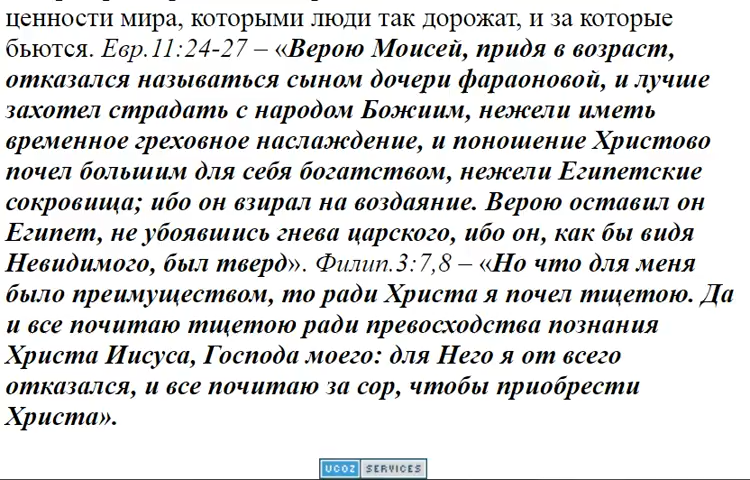 ценности мира, которыми люди так дорожат, и за которые
бьются. Евр.11:24-27 – «Верою Моисей, придя в возраст,
отказался называться сыном дочери фараоновой, и лучше
захотел страдать с народом Божиим, нежели иметь
временное греховное наслаждение, и поношение Христово
почел большим для себя богатством, нежели Египетские
сокровища; ибо он взирал на воздаяние. Верою оставил он
Египет, не убоявшись гнева царского, ибо он, как бы видя
Невидимого, был тверд». Филип.3:7,8 – «Но что для меня
было преимуществом, то ради Христа я почел тщетою. Да
и все почитаю тщетою ради превосходства познания
Христа Иисуса, Господа моего: для Него я от всего
отказался, и все почитаю за сор, чтобы приобрести
Христа».
UCOZ SERVICES